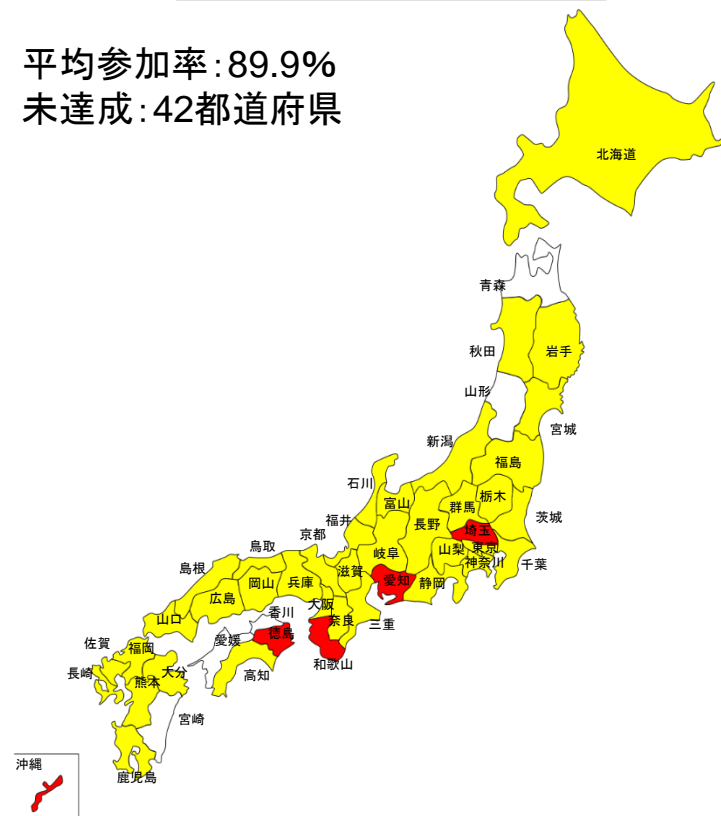 平均参加率：89.9%
未達成：42都道府県
北海道
青森
秋田
岩手
山形
宮城
新潟
福島
石川
富山
群馬
栃木
福井
長野
埼玉
茨城
京都
岐阜
山梨
東京
鳥取
滋賀
愛知
静岡
神奈川
千葉
島根
岡山
兵庫
広島
大阪
奈良
三重
山口
香川
徳島
和歌山
愛媛
高知
佐賀
福岡
長崎
大分
熊本
宮崎
鹿児島
沖縄